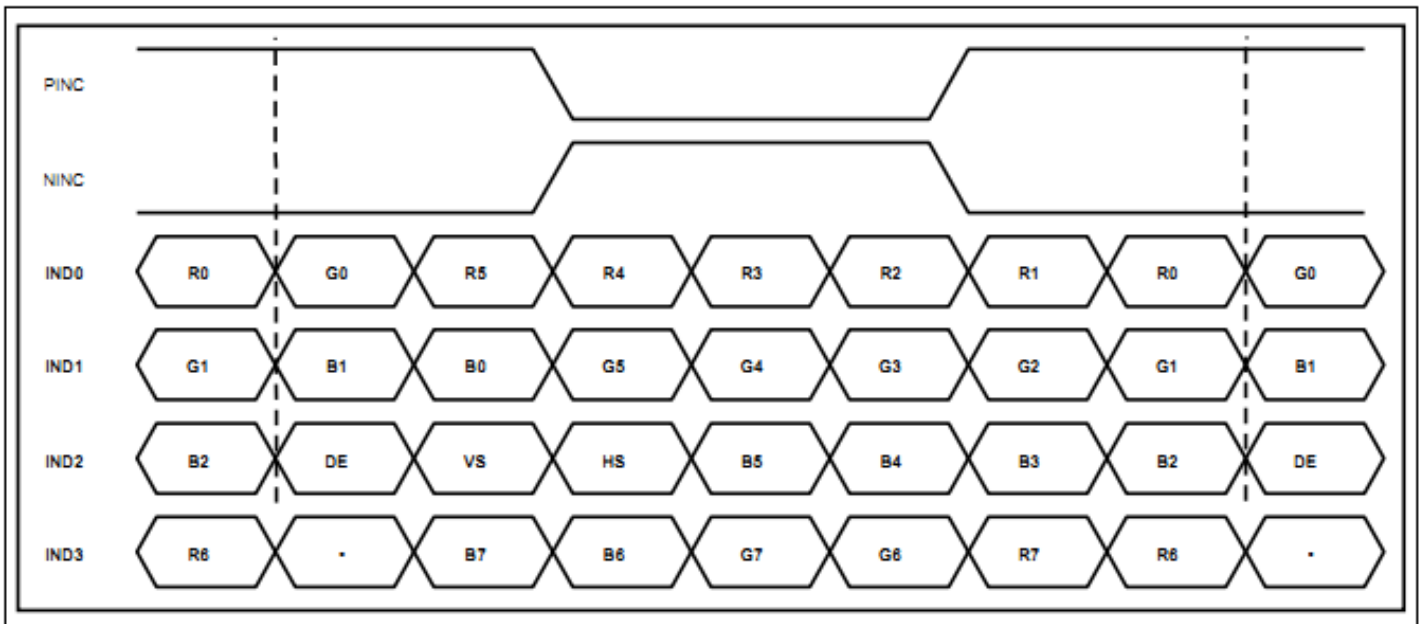 PINC
NINC
IND0 R0 G0 R5 R4 R3 R2 R1 R0 G0
IND1 G1 B1 B0 G5 G4 G3 G2 G1 B1
IND2 B2 DE VS HS B5 B4 B3 B2 DE
IND3 R6 - B7 B6 G7 G6 R7 R6 -